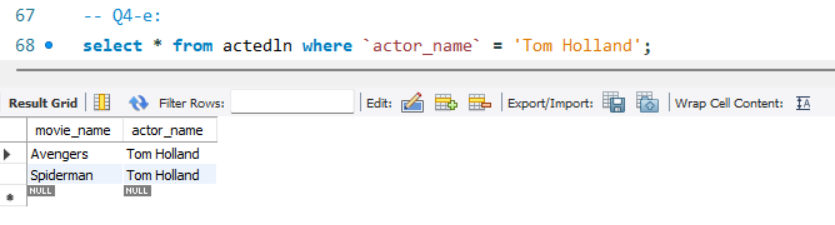 67 -- Q4-e:
68 select * from actedln where `actor_name` = 'Tom Holland';
Result Grid Filter Rows: Edit: Export/Import: Wrap Cell Content: IA
movie_name actor_name
Avengers Tom Holland
Spiderman Tom Holland
NULL NULL